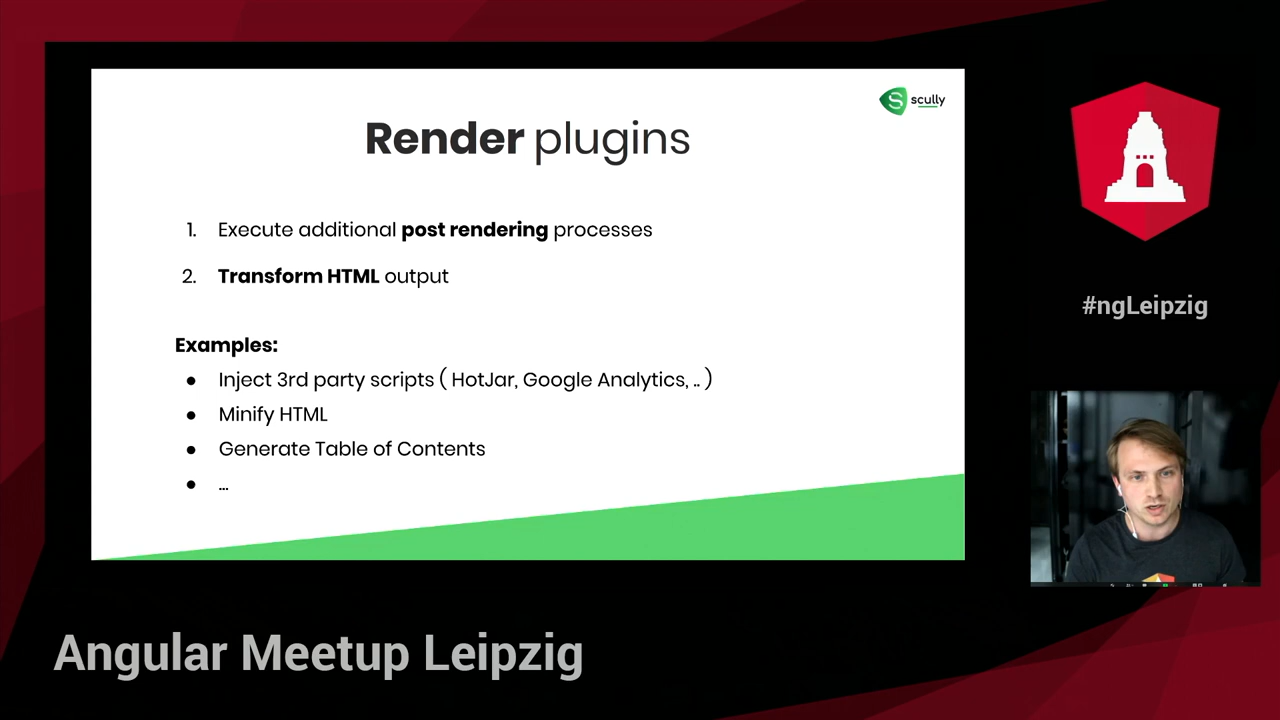 scully
Render plugins
1. Execute additional post rendering processes
2. Transform HTML output
Examples:
● Inject 3rd party scripts ( HotJar, Google Analytics, .. )
● Minify HTML
● Generate Table of Contents
● ...
#ngLeipzig
Angular Meetup Leipzig